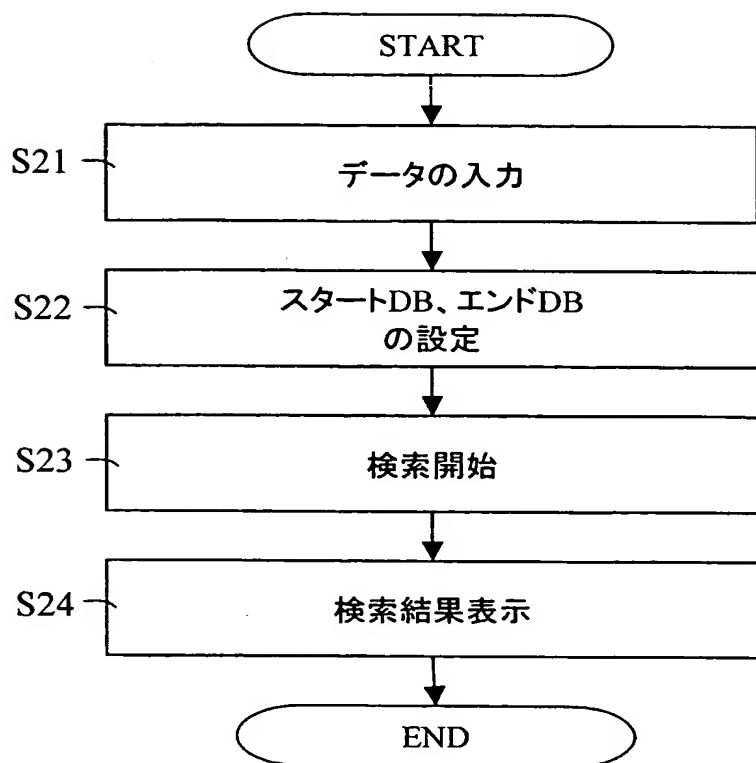 START
S21
データの入力
S22
スタートDB、エンドDB
の設定
S23
検索開始
S24
検索結果表示
END